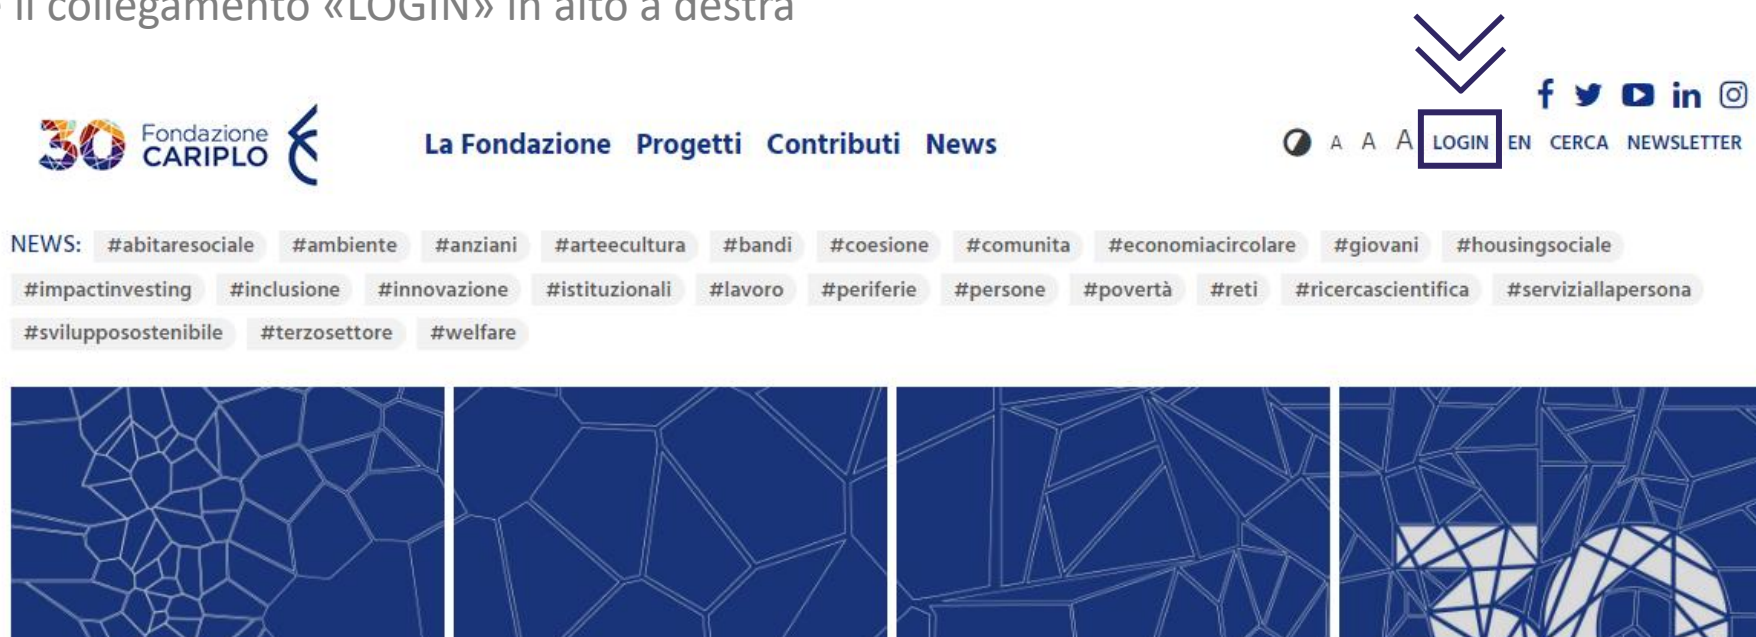 il collegamento «LOGIN» in alto a destra
30 Fondazione CARIPLO
La Fondazione Progetti Contributi News
A A A LOGIN EN CERCA NEWSLETTER
NEWS: #abitaresociale #ambiente #anziani #arteecultura #bandi #coesione #comunita #economiacircolare #giovani #housingsociale
#impactinvesting #inclusione #innovazione #istituzionali #lavoro #periferie #persone #povertà #reti #ricercascientifica #serviziallapersona
#svilupposostenibile #terzosettore #welfare
30